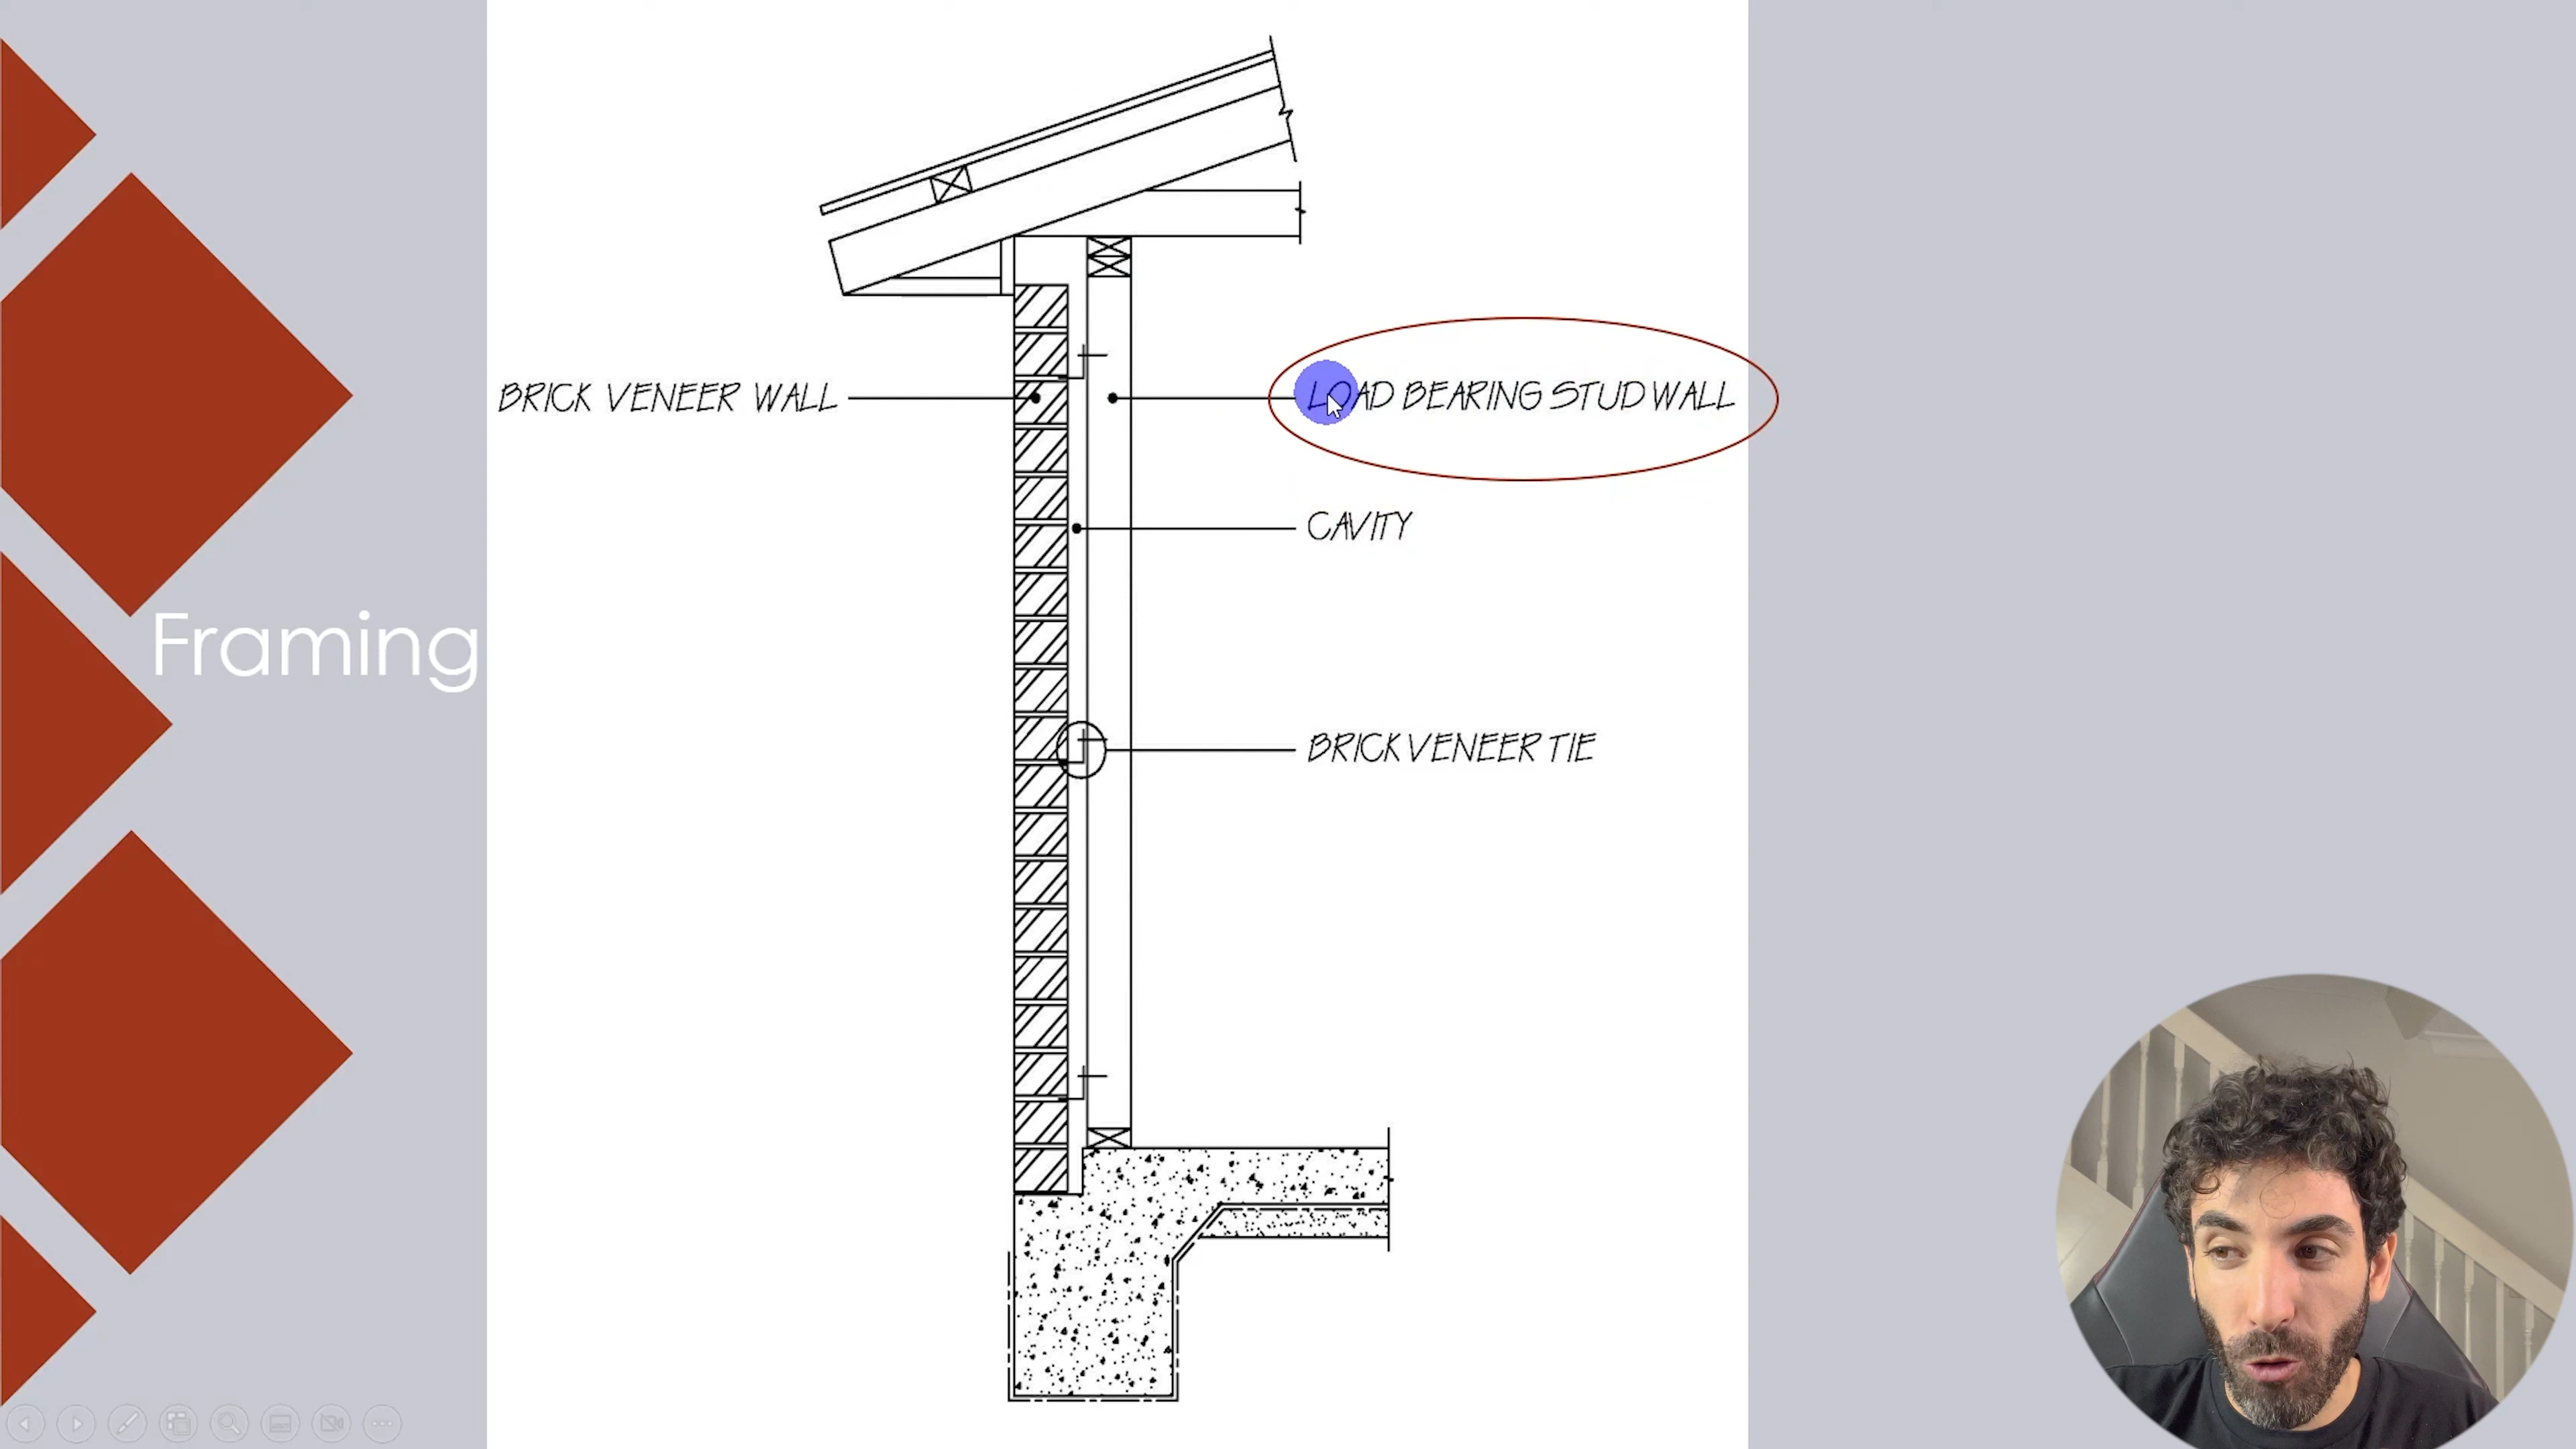 BRICK VENEER WALL
LOAD BEARING STUD WALL
CAVITY
Framing
BRICK VENEER TIE